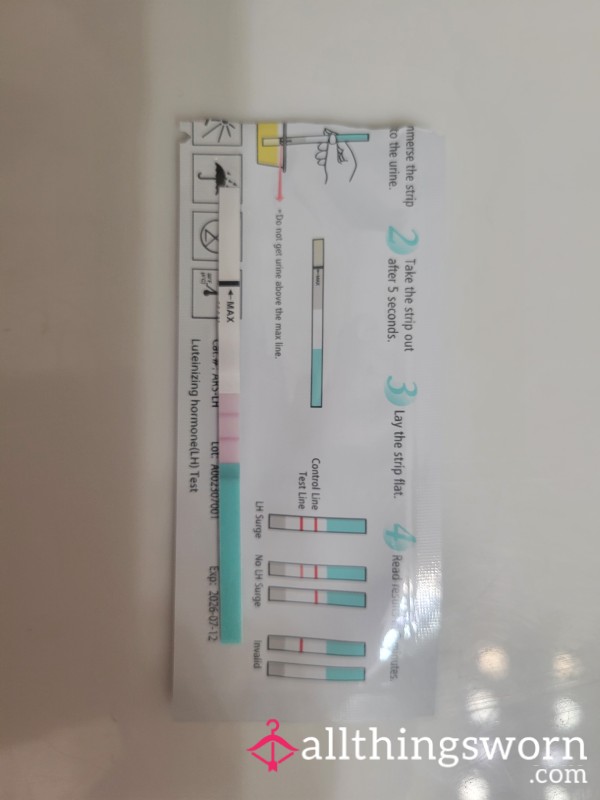 mmerse the strip
to the urine.
*Do not get urine above the max line.
2 Take the strip out
after 5 seconds.
3 Lay the strip flat.
4 Read
Control Line
Test Line
LH Surge
No LH Surge
Invalid
← MAX
Lot: A002307001
Exp: 2026-07-12
Luteinizing hormone(LH) Test
allthingsworn
.com